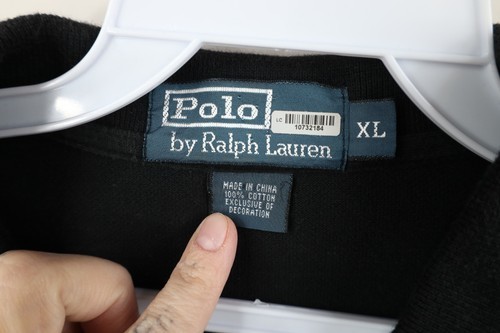 Polo
by Ralph Lauren
LC
10732184
XL
MADE IN CHINA
100% COTTON
EXCLUSIVE OF
DECORATION